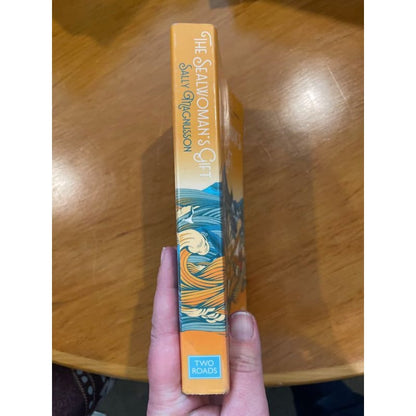 The Sealwoman's Gift
Sally Magnusson
TWO
ROADS